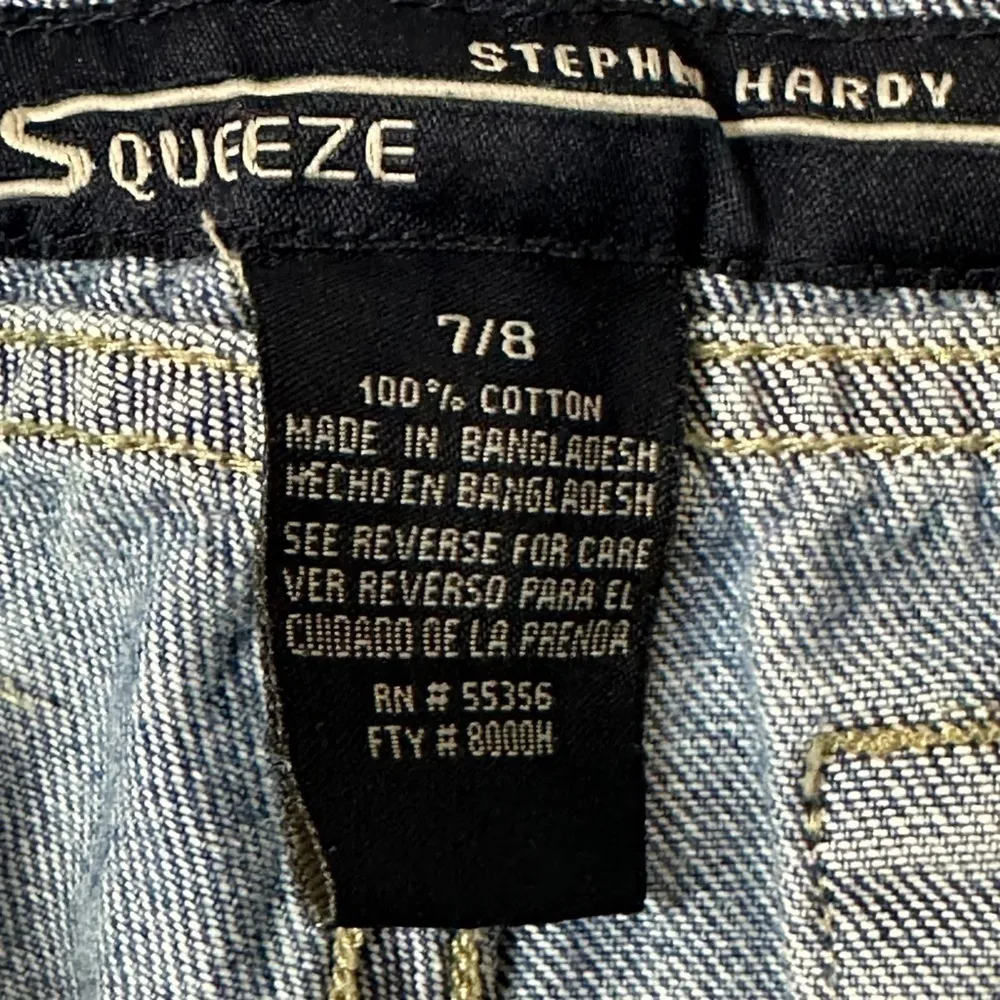 STEPHEN HARDY
SQUEEZE
7/8
100% COTTON
MADE IN BANGLADESH
HECHO EN BANGLADESH
SEE REVERSE FOR CARE
VER REVERSO PARA EL
CUIDADO DE LA PRENDA
RN # 55356
FTY # 8000H